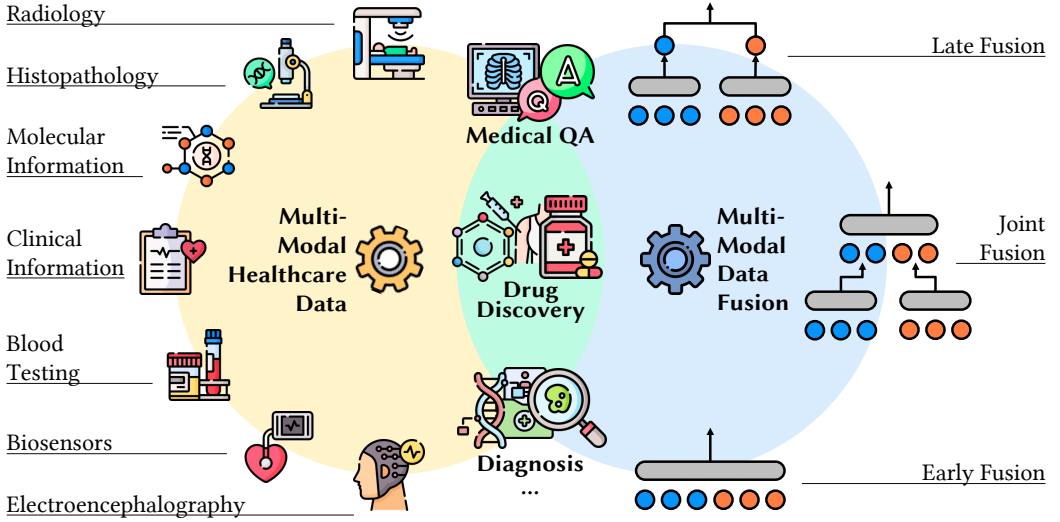 Radiology
Histopathology
Molecular
Information
Clinical
Information
Blood
Testing
Biosensors
Electroencephalography
Multi-
Modal
Healthcare
Data
A
Q
Medical QA
Drug
Discovery
Diagnosis
...
Multi-
Modal
Data
Fusion
Late Fusion
Joint
Fusion
Early Fusion